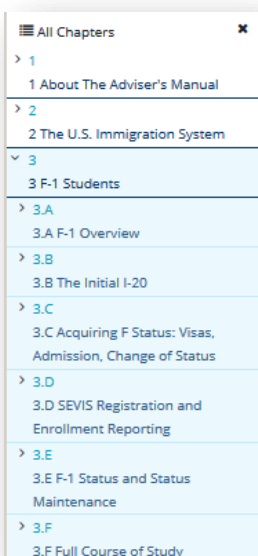 All Chapters ✖
1
1 About The Adviser's Manual
2
2 The U.S. Immigration System
3
3 F-1 Students
3.A
3.A F-1 Overview
3.B
3.B The Initial I-20
3.C
3.C Acquiring F Status: Visas,
Admission, Change of Status
3.D
3.D SEVIS Registration and
Enrollment Reporting
3.E
3.E F-1 Status and Status
Maintenance
3.F
3.F Full Course of Study